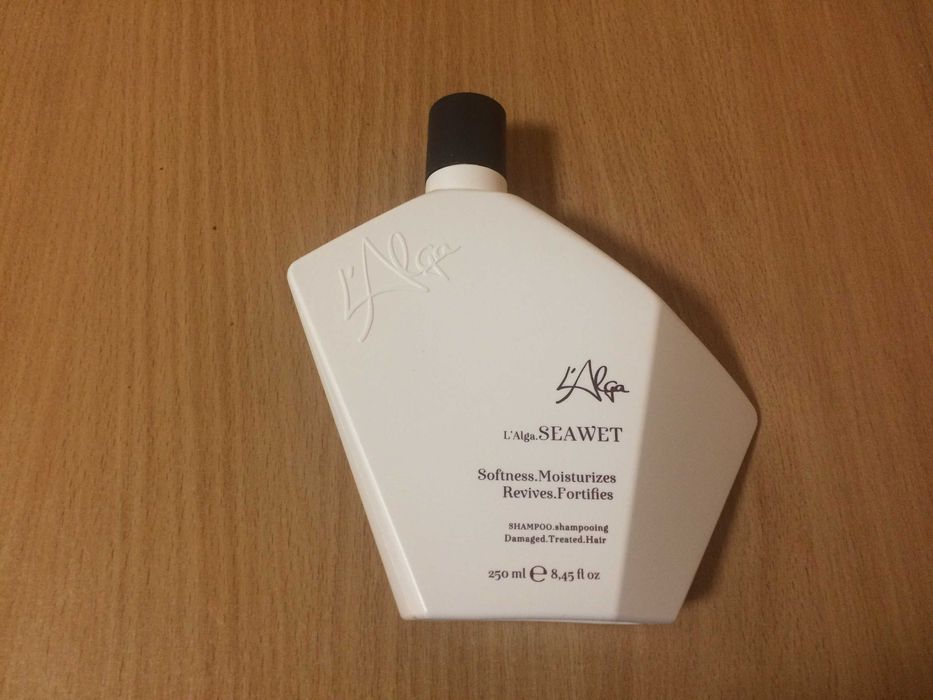 L'Alga
L'Alga
L'Alga.SEAWET
Softness.Moisturizes
Revives.Fortifies
SHAMPOO.shampooing
Damaged.Treated.Hair
250 ml ℮ 8,45 fl oz